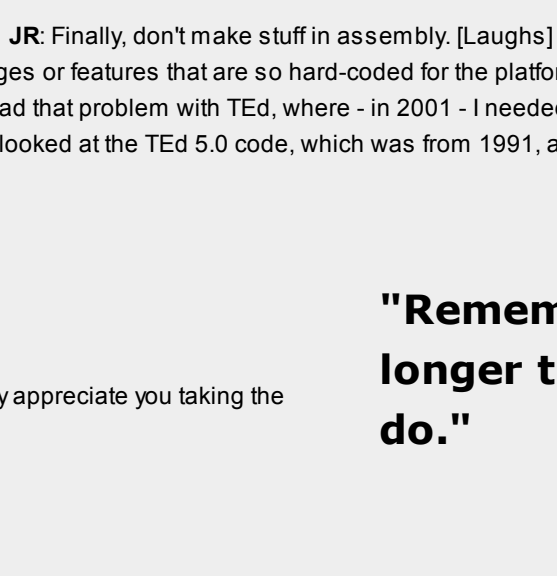 JR: Finally, don't make stuff in assembly. [Laughs]
ges or features that are so hard-coded for the
ad that problem with TEd, where - in 2001 - I
looked at the TEd 5.0 code, which was from 1991,
y appreciate you taking the
"Remem
longer t
do."